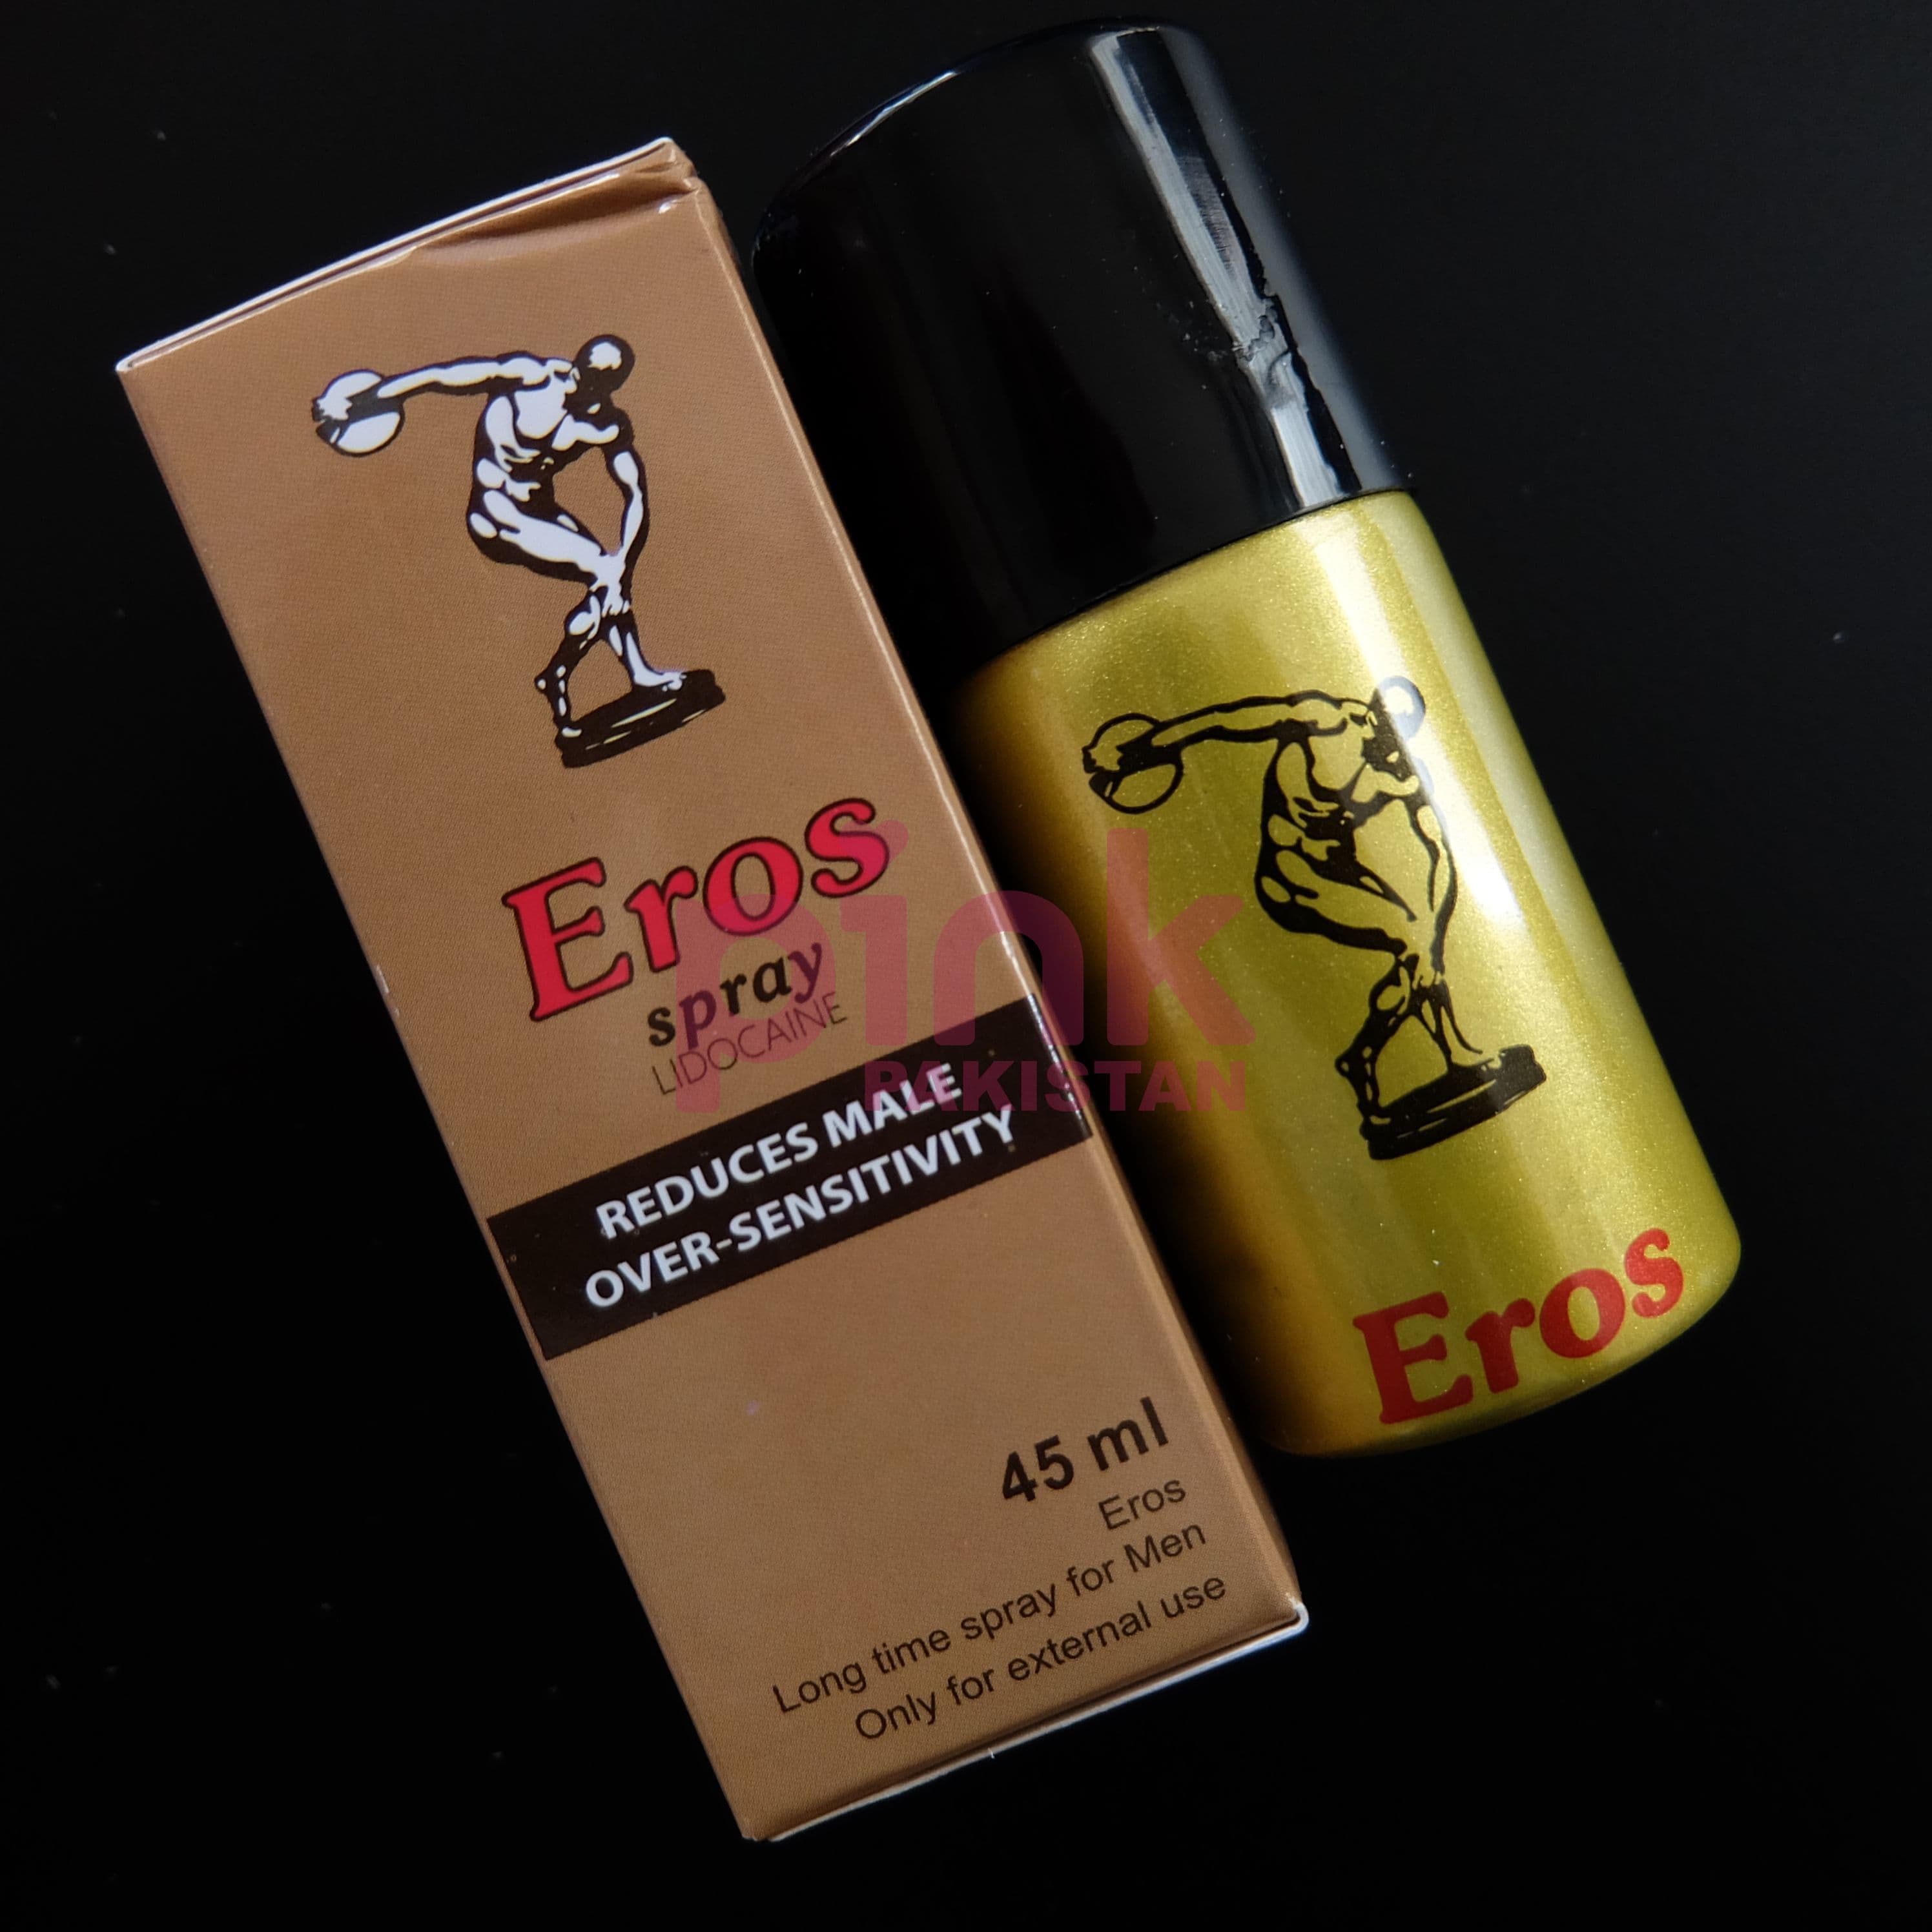 Eros
spray
LIDOCAINE
REDUCES MALE
OVER-SENSITIVITY
45 ml
Eros
Long time spray for Men
Only for external use
Eros
pink
PAKISTAN